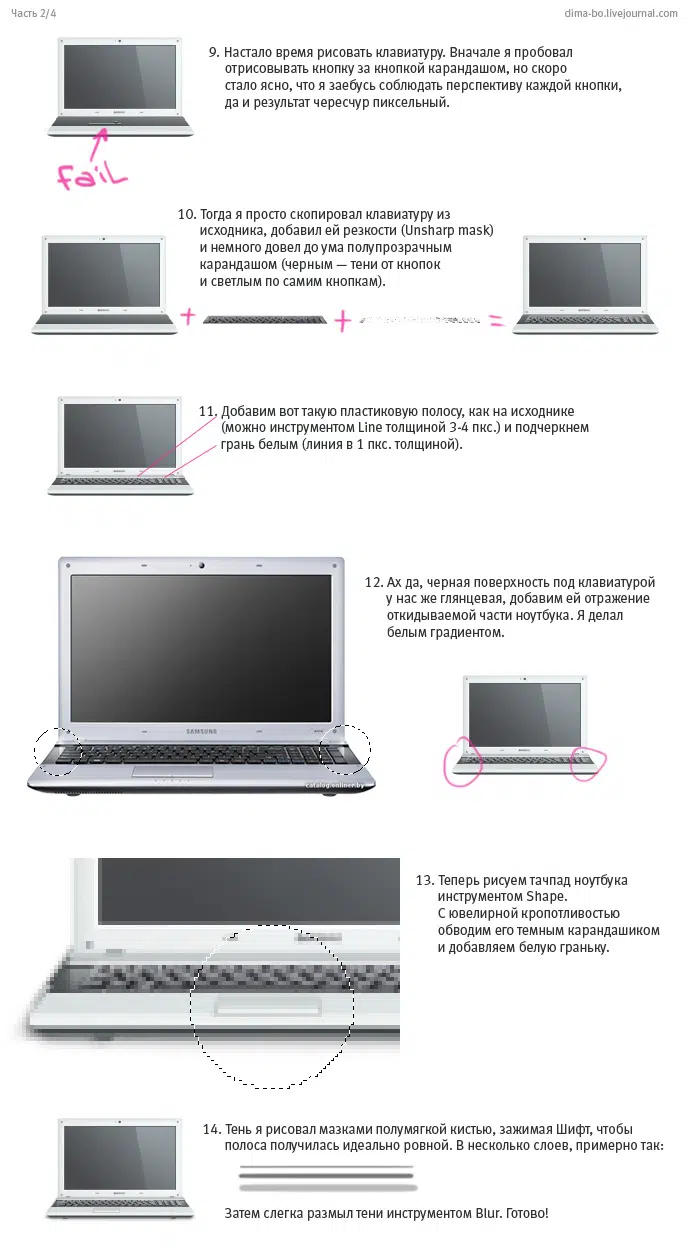 Часть 2/4
dima-bo.livejournal.com
9. Настало время рисовать клавиатуру. Вначале я пробовал
отрисовывать кнопку за кнопкой карандашом, но скоро
стало ясно, что я заебусь соблюдать перспективу каждой кнопки,
да и результат чересчур пиксельный.
FAIL
10. Тогда я просто скопировал клавиатуру из
исходника, добавил ей резкости (Unsharp mask)
и немного довел до ума полупрозрачным
карандашом (черным — тени от кнопок
и светлым по самим кнопкам).
+ + =
11. Добавим вот такую пластиковую полосу, как на исходнике
(можно инструментом Line толщиной 3-4 пкс.) и подчеркнем
грань белым (линия в 1 пкс. толщиной).
12. Ах да, черная поверхность под клавиатурой
у нас же глянцевая, добавим ей отражение
откидываемой части ноутбука. Я делал
белым градиентом.
SAMSUNG
catalog.onliner.by
13. Теперь рисуем тачпад ноутбука
инструментом Shape.
С ювелирной кропотливостью
обводим его темным карандашиком
и добавляем белую граньку.
14. Тень я рисовал мазками полумягкой кистью, зажимая Шифт, чтобы
полоса получилась идеально ровной. В несколько слоев, примерно так:
Затем слегка размыл тени инструментом Blur. Готово!